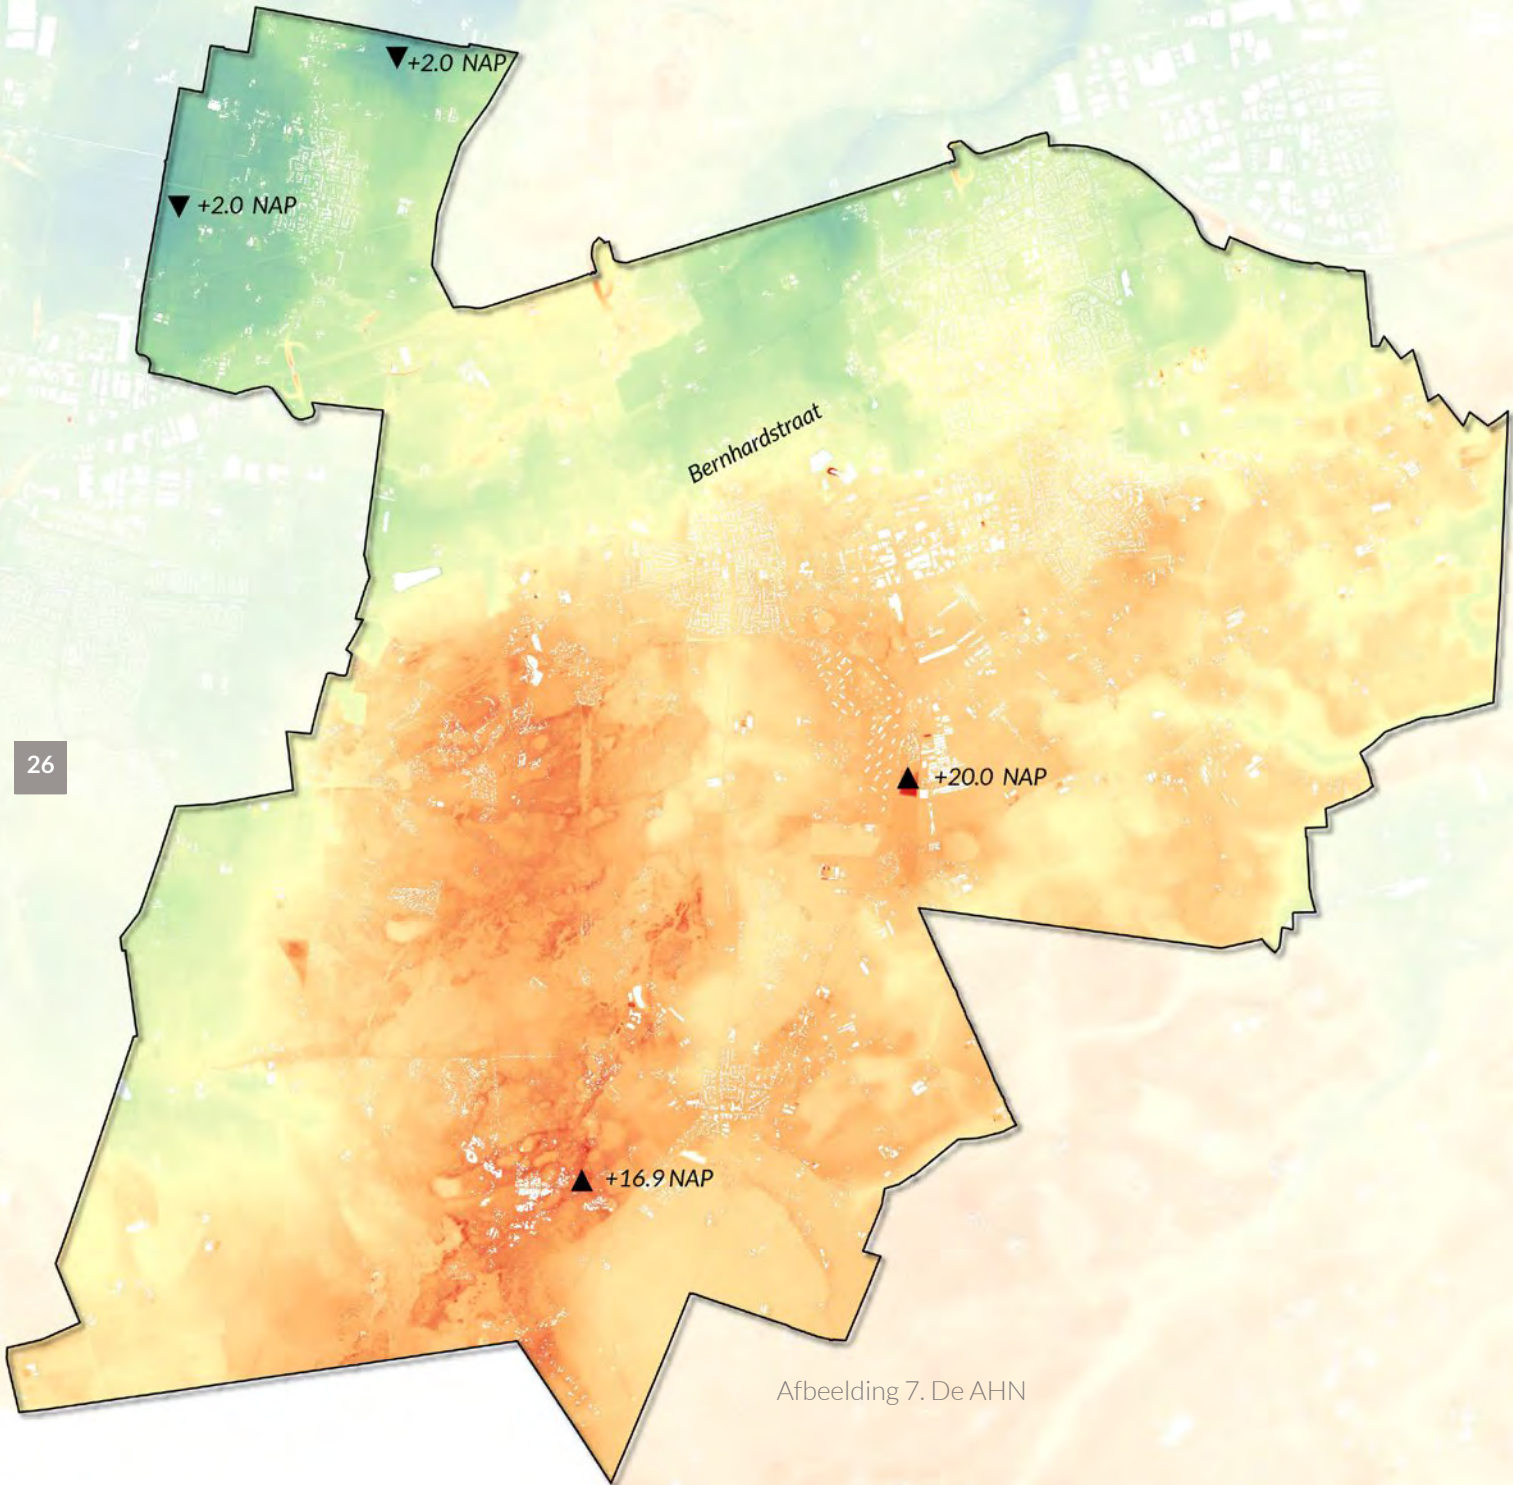 +2.0 NAP
+2.0 NAP
Bernhardstraat
26
+20.0 NAP
+16.9 NAP
Afbeelding 7. De AHN